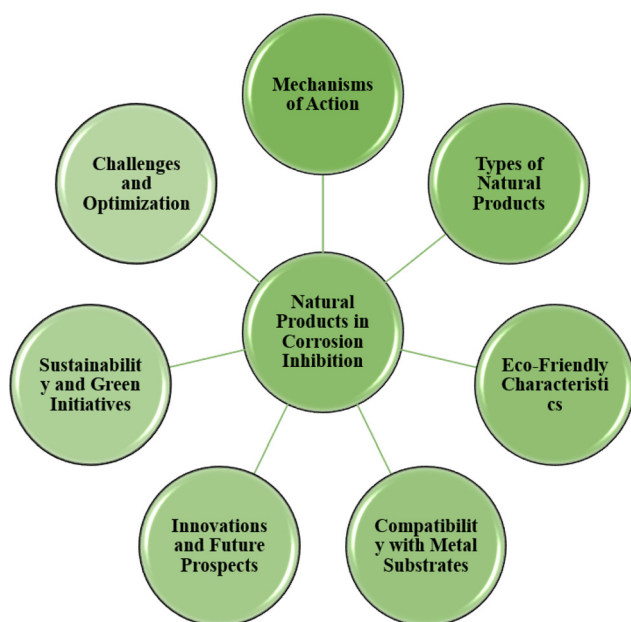 Mechanisms
of Action
Types of
Natural
Products
Eco-Friendly
Characteristi
cs
Compatibilit
y with Metal
Substrates
Innovations
and Future
Prospects
Sustainabilit
y and Green
Initiatives
Challenges
and
Optimization
Natural
Products in
Corrosion
Inhibition